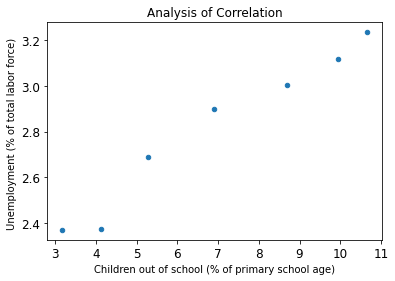 Analysis of Correlation
Unemployment (% of total labor force)
3.2
3.0
2.8
2.6
2.4
3 4 5 6 7 8 9 10 11
Children out of school (% of primary school age)